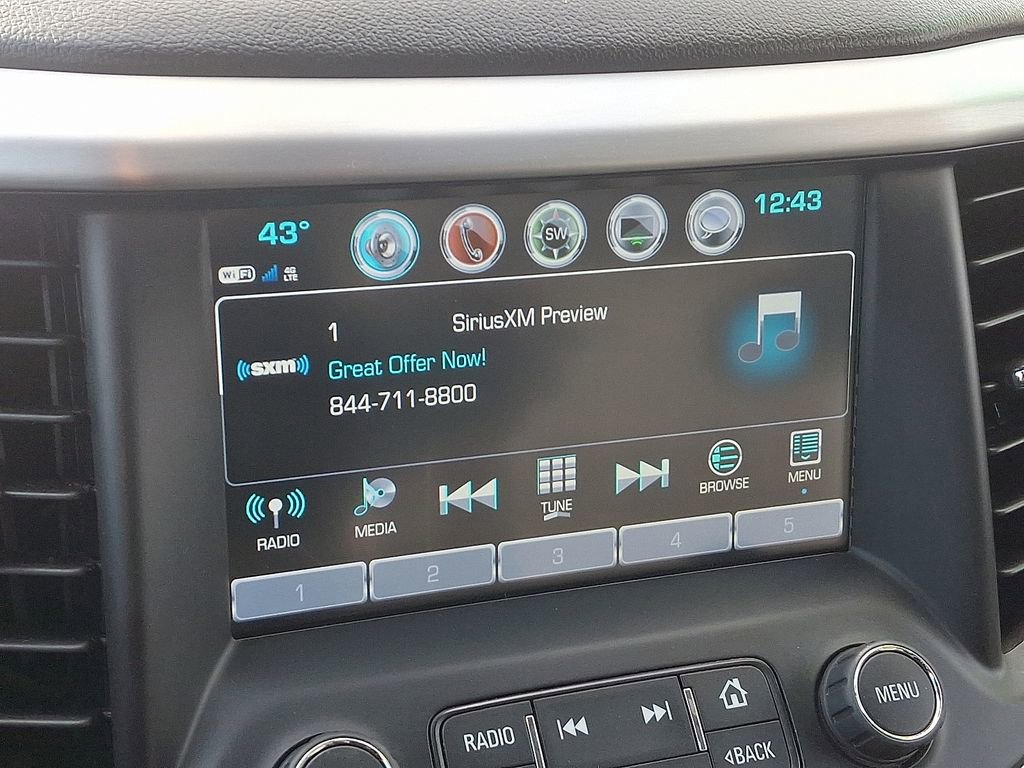 43°
SW
12:43
WiFi 4G LTE
1
SiriusXM Preview
((sxm))
Great Offer Now!
844-711-8800
RADIO
MEDIA
TUNE
BROWSE
MENU
1
2
3
4
5
RADIO
MENU
BACK